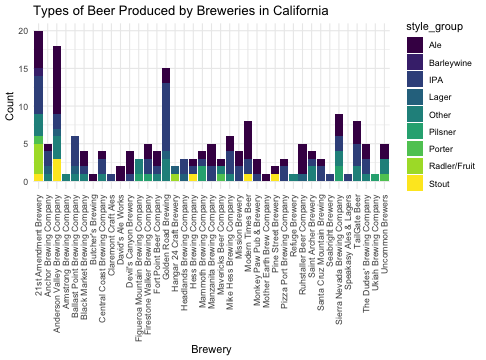 Types of Beer Produced by Breweries in California
Count
20
15
10
5
0
21st Amendment Brewery
Anchor Brewing Company
Anderson Valley Brewing Company
Armstrong Brewing Company
Ballast Point Brewing Company
Black Market Brewing Company
Butcher's Brewing
Central Coast Brewing Company
Claremont Craft Ales
David's Ale Works
Devil's Canyon Brewery
Figueroa Mountain Brewing Company
Firestone Walker Brewing Company
Fort Point Beer Company
Golden Road Brewing
Hangar 24 Craft Brewery
Headlands Brewing Company
Hess Brewing Company
Mammoth Brewing Company
Manzanita Brewing Company
Mavericks Beer Company
Mike Hess Brewing Company
Mission Brewery
Modern Times Beer
Monkey Paw Pub & Brewery
Mother Earth Brew Company
Pine Street Brewery
Pizza Port Brewing Company
Refuge Brewery
Ruhstaller Beer Company
Saint Archer Brewery
Santa Cruz Mountain Brewing
Seabright Brewery
Sierra Nevada Brewing Company
Speakasy Ales & Lagers
TailGate Beer
The Dudes' Brewing Company
Ukiah Brewing Company
Uncommon Brewers
Brewery
style_group
Ale
Barleywine
IPA
Lager
Other
Pilsner
Porter
Radler/Fruit
Stout